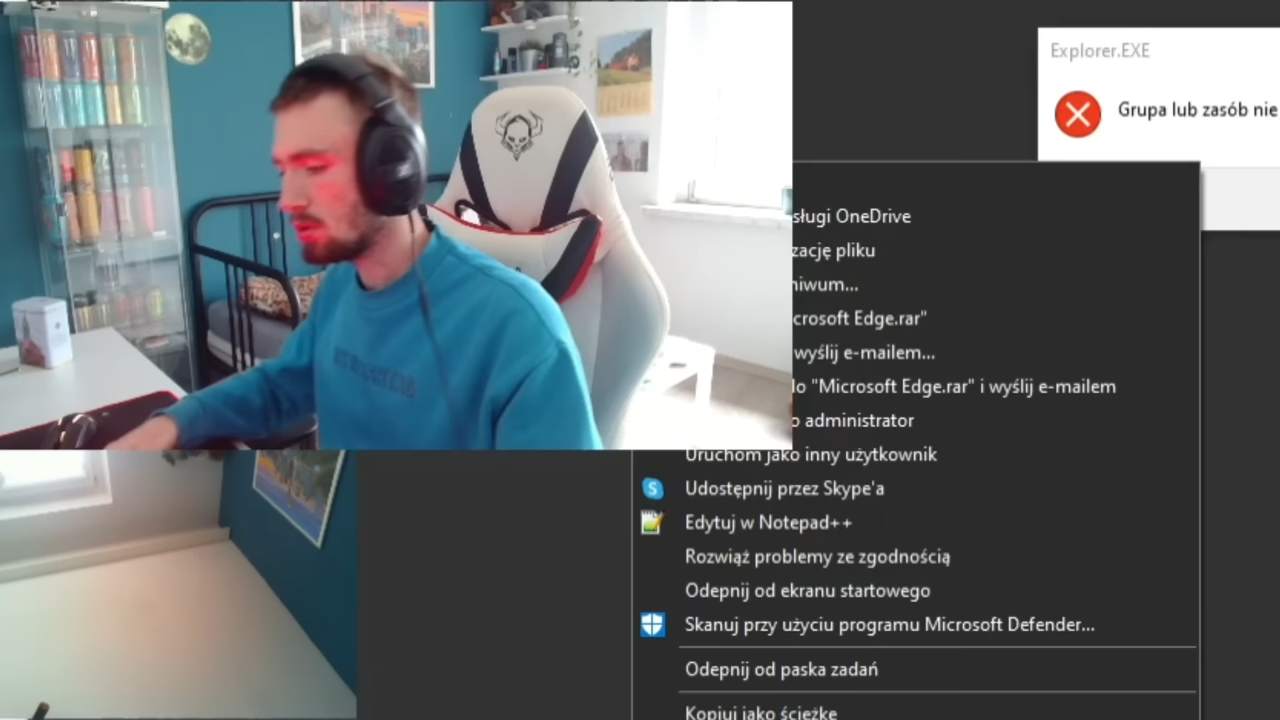 Explorer.EXE
Grupa lub zasób nie
sługi OneDrive
zację pliku
hiwum...
crosoft Edge.rar"
wyślij e-mailem...
do "Microsoft Edge.rar" i wyślij e-mailem
o administrator
Uruchom jako inny użytkownik
Udostępnij przez Skype'a
Edytuj w Notepad++
Rozwiąż problemy ze zgodnością
Odepnij od ekranu startowego
Skanuj przy użyciu programu Microsoft Defender...
Odepnij od paska zadań
Kopiuj jako ścieżkę